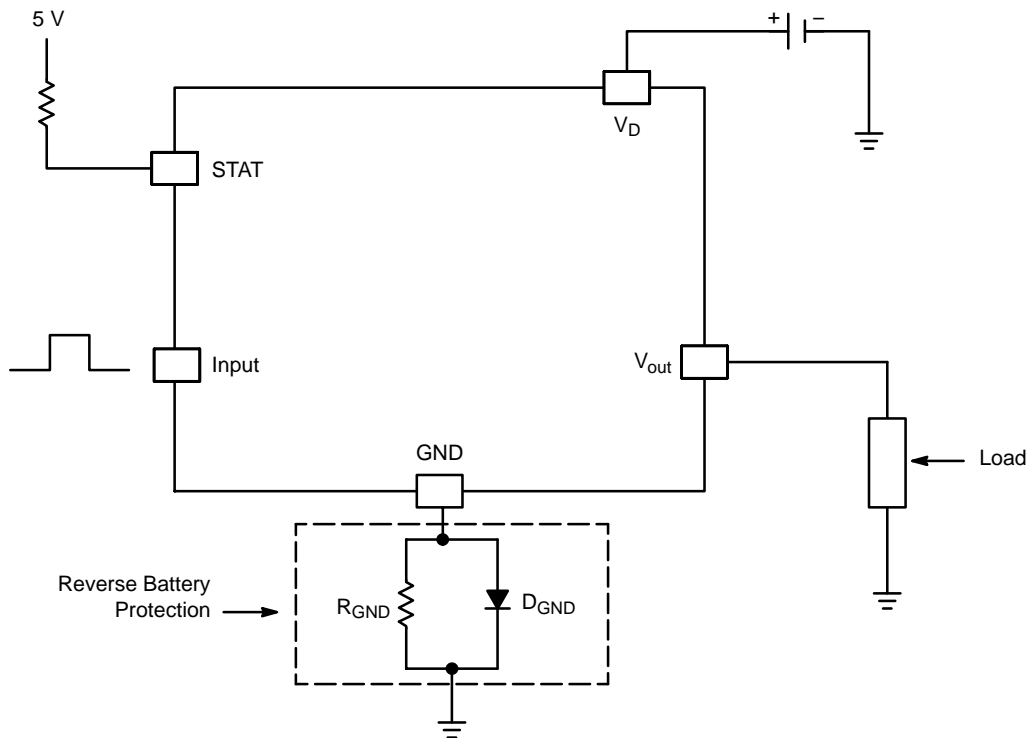 5 V
+ −
V_D
STAT
Input
V_out
GND
Load
Reverse Battery
Protection
R_GND
D_GND